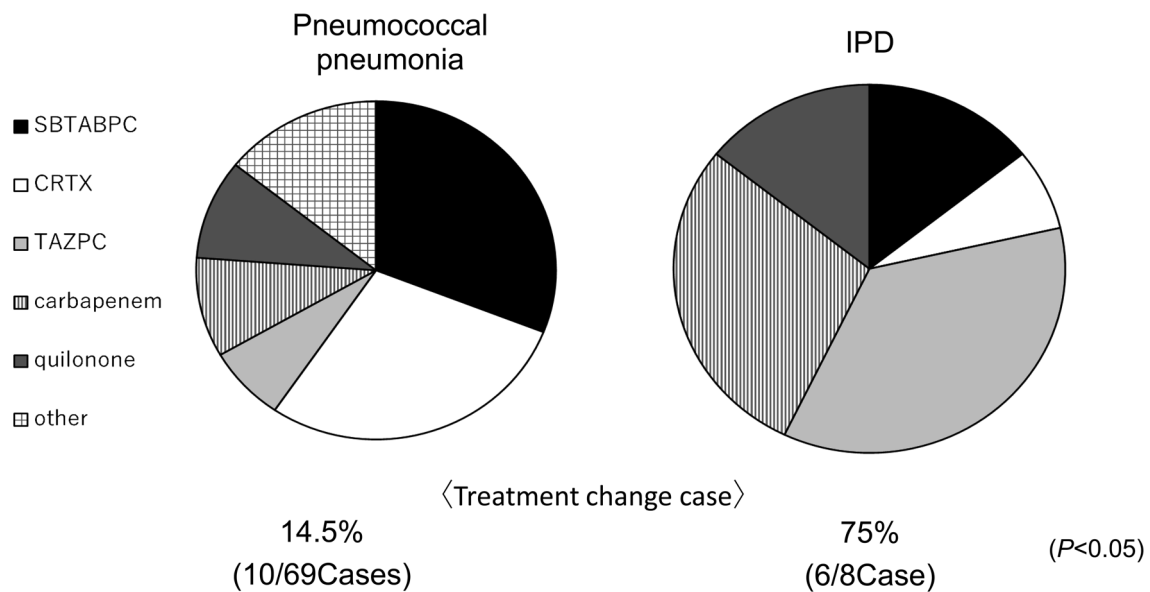 Pneumococcal
pneumonia
IPD
SBTABPC
CRTX
TAZPC
carbapenem
quilonone
other
〈Treatment change case〉
14.5%
(10/69Cases)
75%
(6/8Case)
(P<0.05)